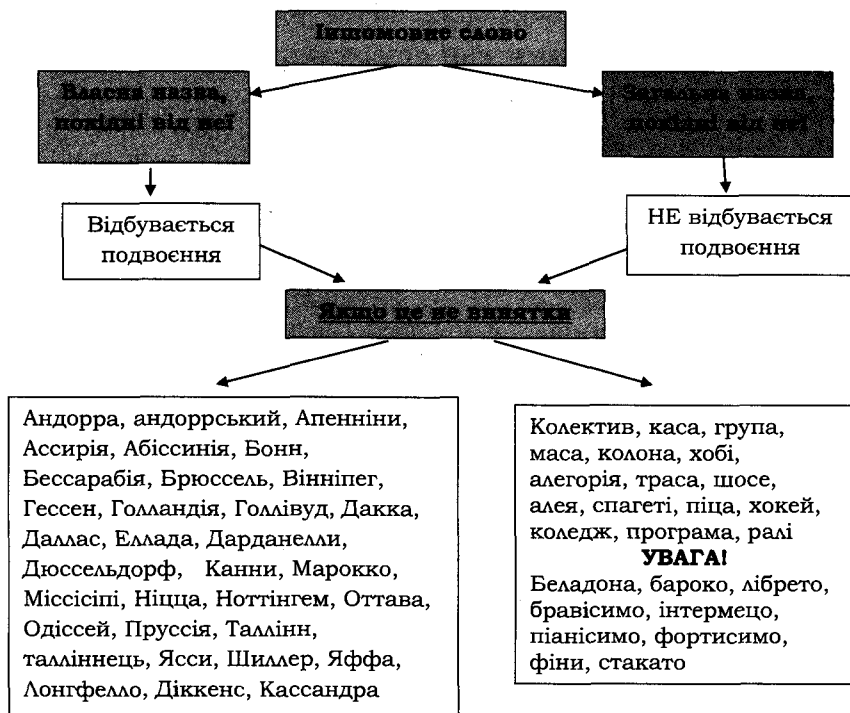 Іншомовне слово
Власна назва,
похідні від неї
Загальна назва,
похідні від неї
Відбувається
подвоєння
НЕ відбувається
подвоєння
Якщо це не винятки
Андорра, андоррський, Апенніни,
Ассирія, Абіссинія, Бонн,
Бессарабія, Брюссель, Вінніпег,
Гессен, Голландія, Голлівуд, Дакка,
Даллас, Еллада, Дарданелли,
Дюссельдорф, Канни, Марокко,
Міссісіпі, Ніцца, Ноттінгем, Оттава,
Одіссей, Пруссія, Таллінн,
талліннець, Ясси, Шиллер, Яффа,
Лонгфелло, Діккенс, Кассандра
Колектив, каса, група,
маса, колона, хобі,
алегорія, траса, шосе,
алея, спагеті, піца, хокей,
коледж, програма, ралі
УВАГА!
Беладона, бароко, лібрето,
бравісимо, інтермецо,
піанісимо, фортисимо,
фіни, стакато